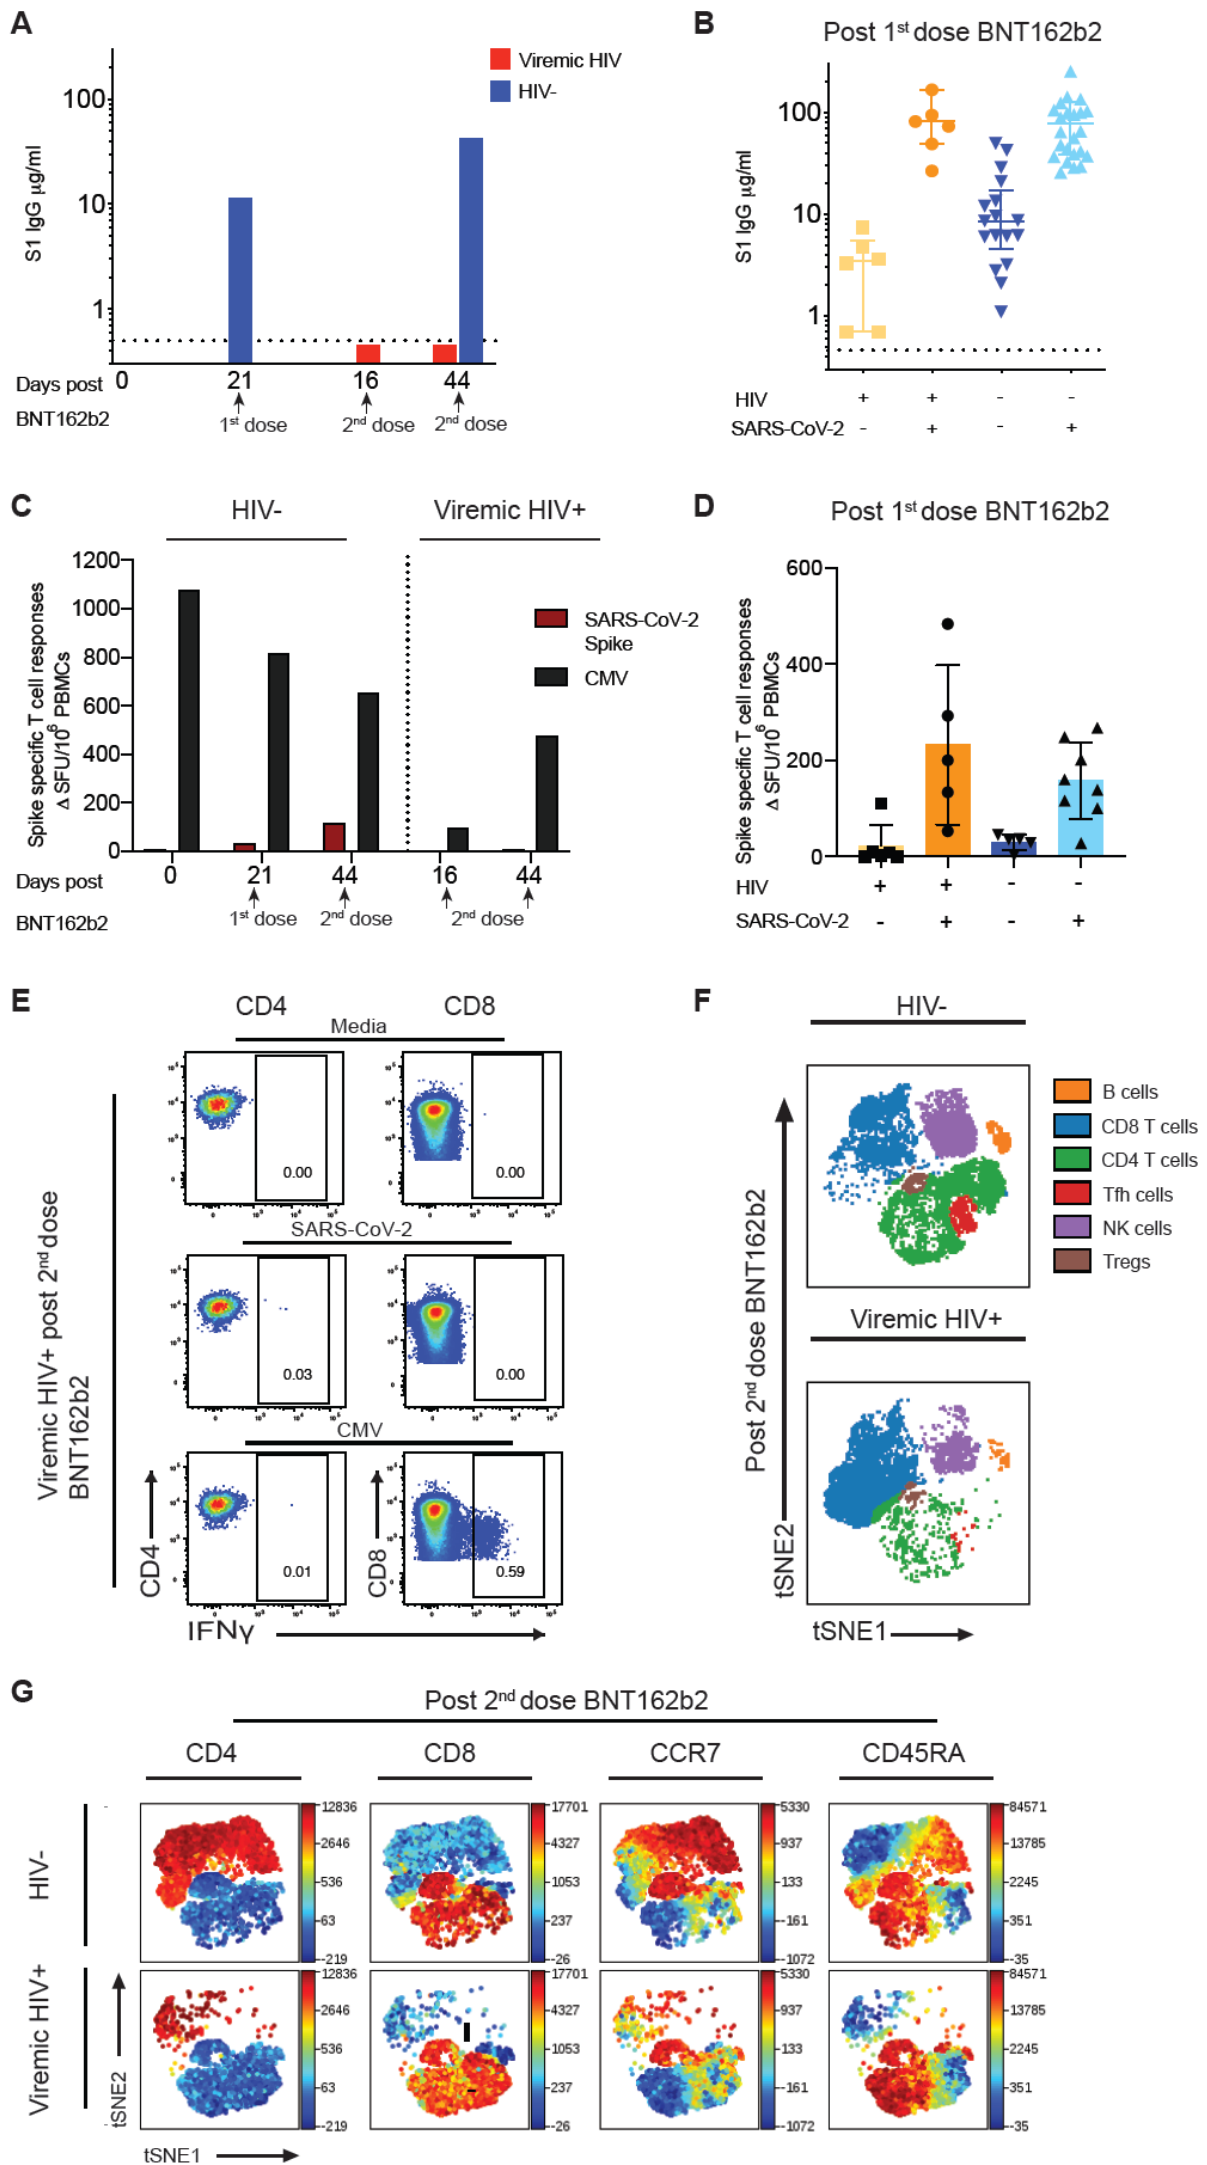 A
Viremic HIV
HIV-
S1 IgG µg/ml
100
10
1
Days post 0 21 16 44
BNT162b2 1st dose 2nd dose 2nd dose
B
Post 1st dose BNT162b2
S1 IgG µg/ml
100
10
1
HIV + + - -
SARS-CoV-2 - + - +
C
HIV- Viremic HIV+
Spike specific T cell responses
Δ SFU/10⁶ PBMCs
1200
1000
800
600
400
200
0
SARS-CoV-2
Spike
CMV
Days post 0 21 44 16 44
BNT162b2 1st dose 2nd dose 2nd dose
D
Post 1st dose BNT162b2
Spike specific T cell responses
Δ SFU/10⁶ PBMCs
600
400
200
0
HIV + + - -
SARS-CoV-2 - + - +
E
CD4 CD8
Media
0.00 0.00
SARS-CoV-2
0.03 0.00
CMV
0.01 0.59
Viremic HIV+ post 2nd dose
BNT162b2
CD4
CD8
IFNγ
F
HIV-
B cells
CD8 T cells
CD4 T cells
Tfh cells
NK cells
Tregs
Viremic HIV+
Post 2nd dose BNT162b2
tSNE2
tSNE1
G
Post 2nd dose BNT162b2
CD4 CD8 CCR7 CD45RA
HIV-
12836 17701 5330 84571
2646 4327 937 13785
536 1053 133 2245
63 237 -161 351
-219 -26 -1072 -35
Viremic HIV+
12836 17701 5330 84571
2646 4327 937 13785
536 1053 133 2245
63 237 -161 351
-219 -26 -1072 -35
tSNE2
tSNE1